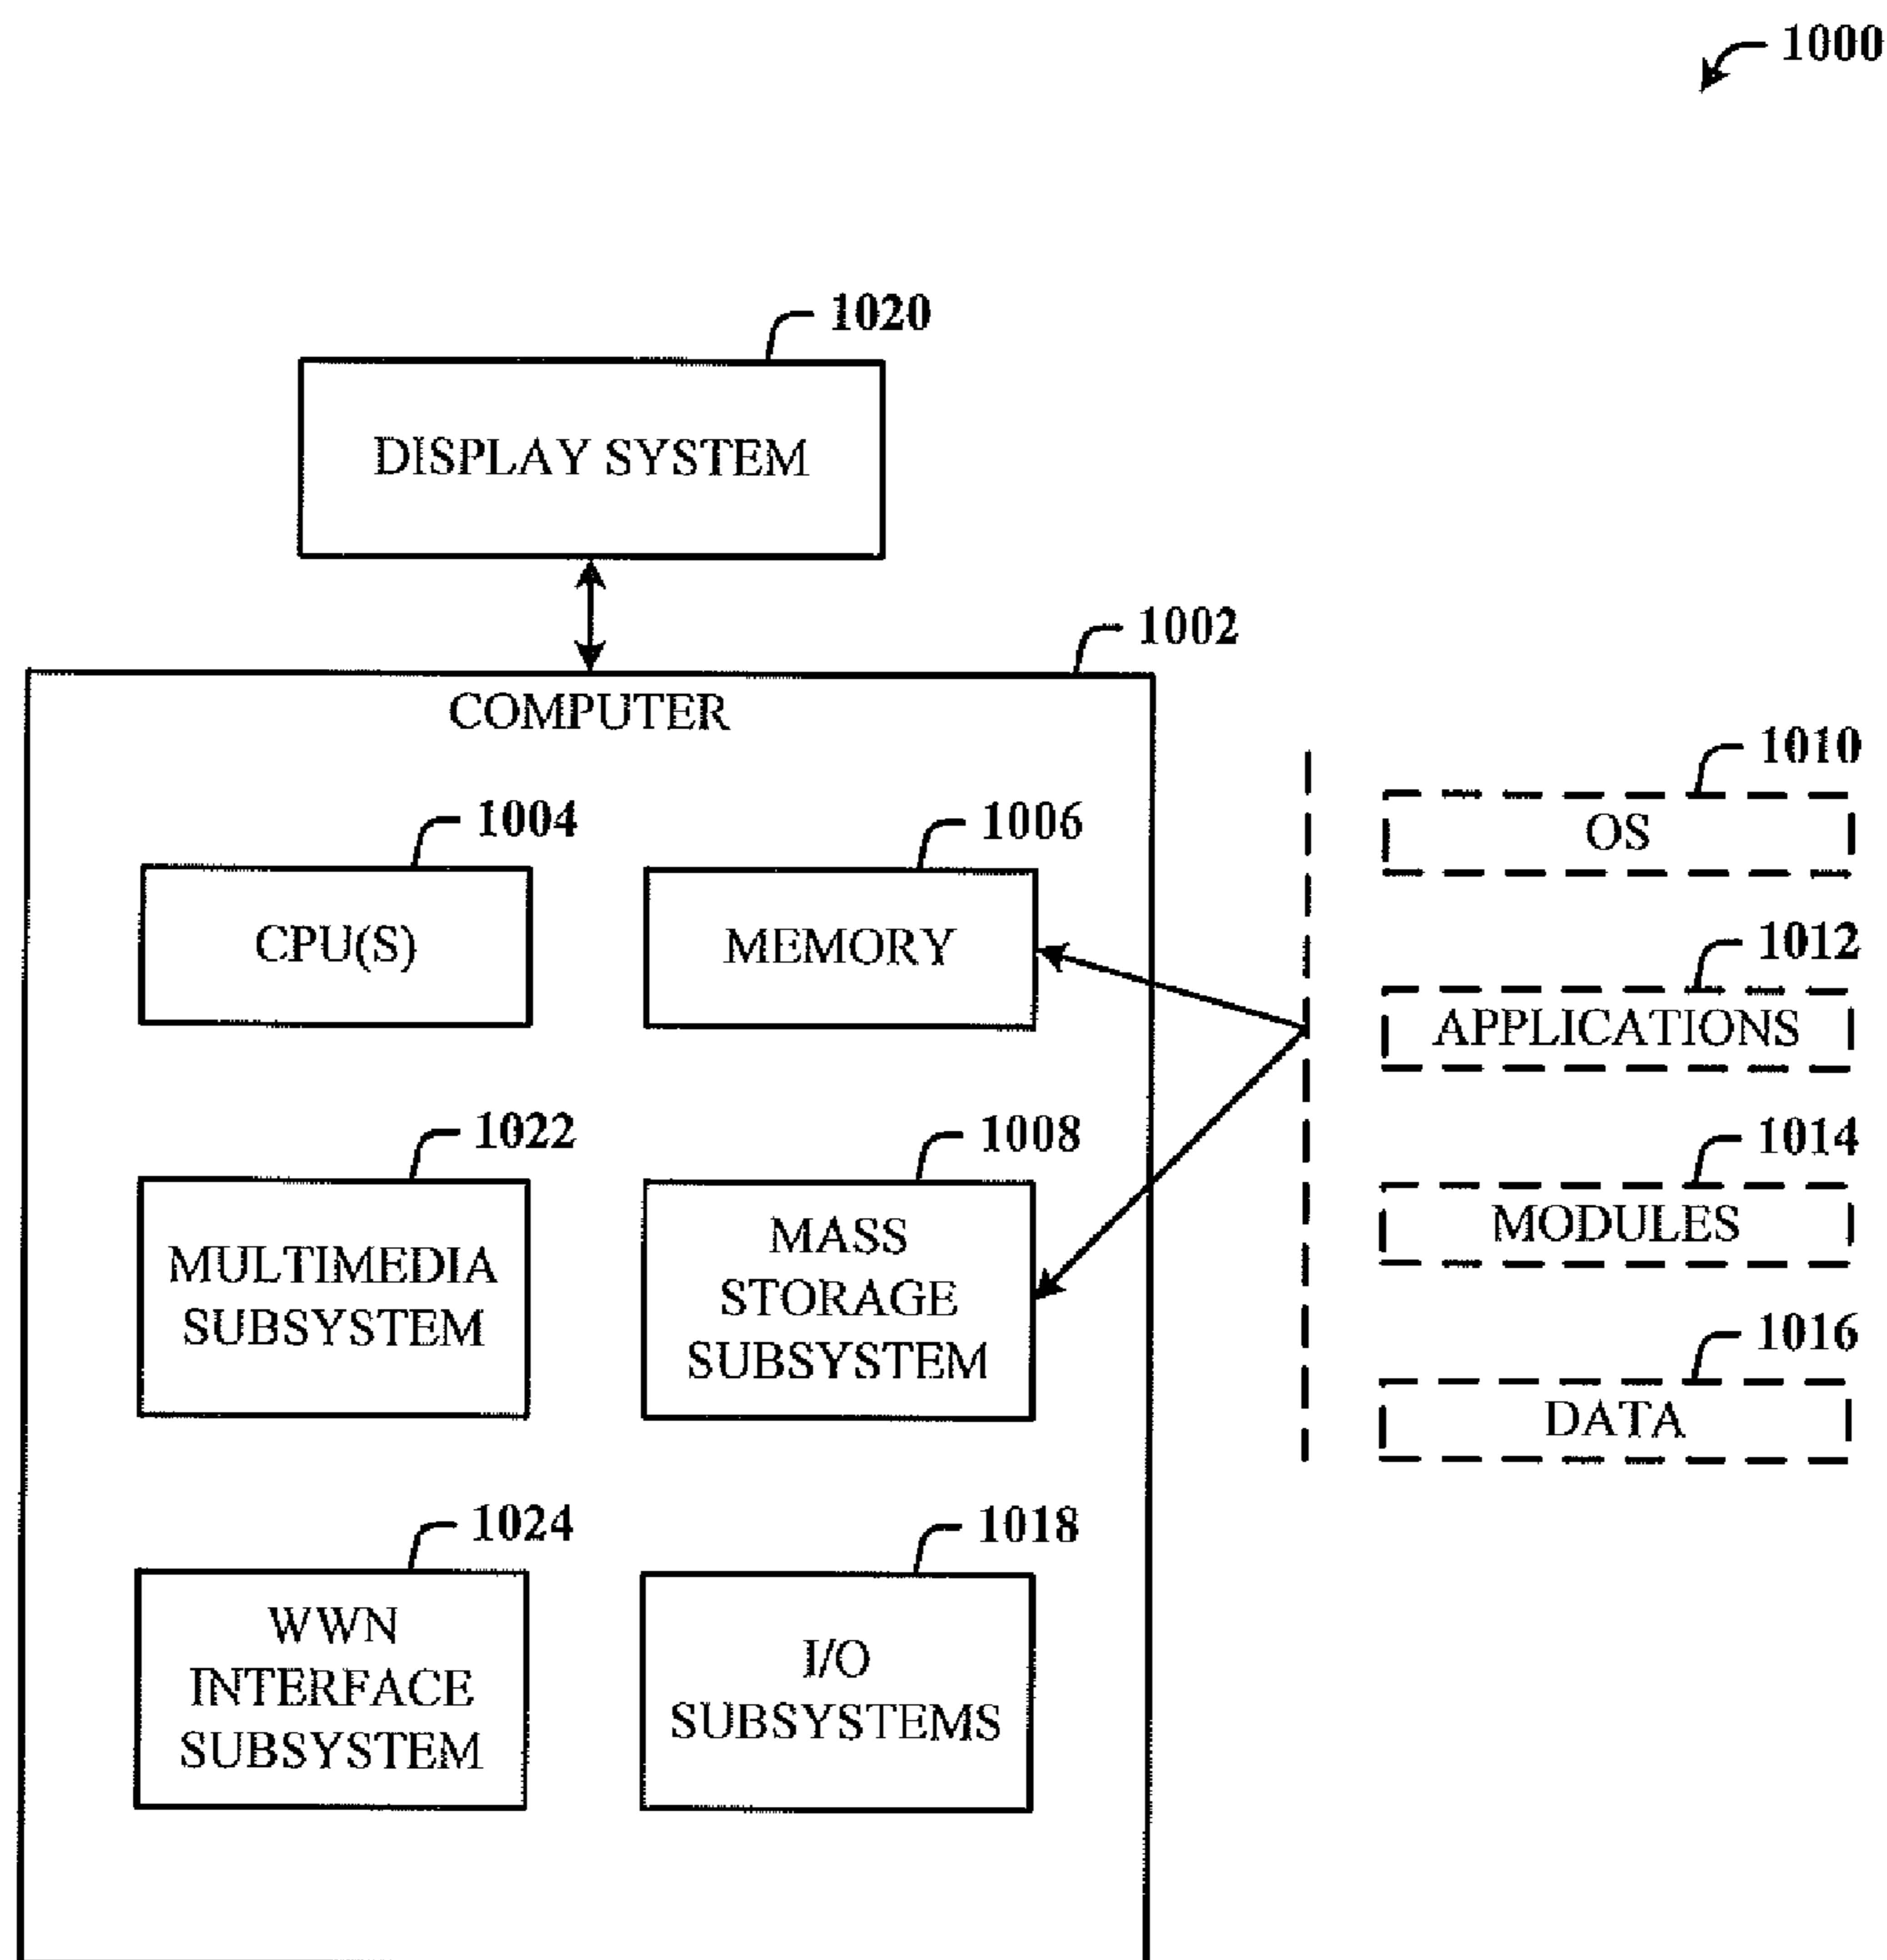 1000
1020
DISPLAY SYSTEM
1002
COMPUTER
1004
CPU(S)
1006
MEMORY
1022
MULTIMEDIA
SUBSYSTEM
1008
MASS
STORAGE
SUBSYSTEM
1024
WWN
INTERFACE
SUBSYSTEM
1018
I/O
SUBSYSTEMS
1010
OS
1012
APPLICATIONS
1014
MODULES
1016
DATA